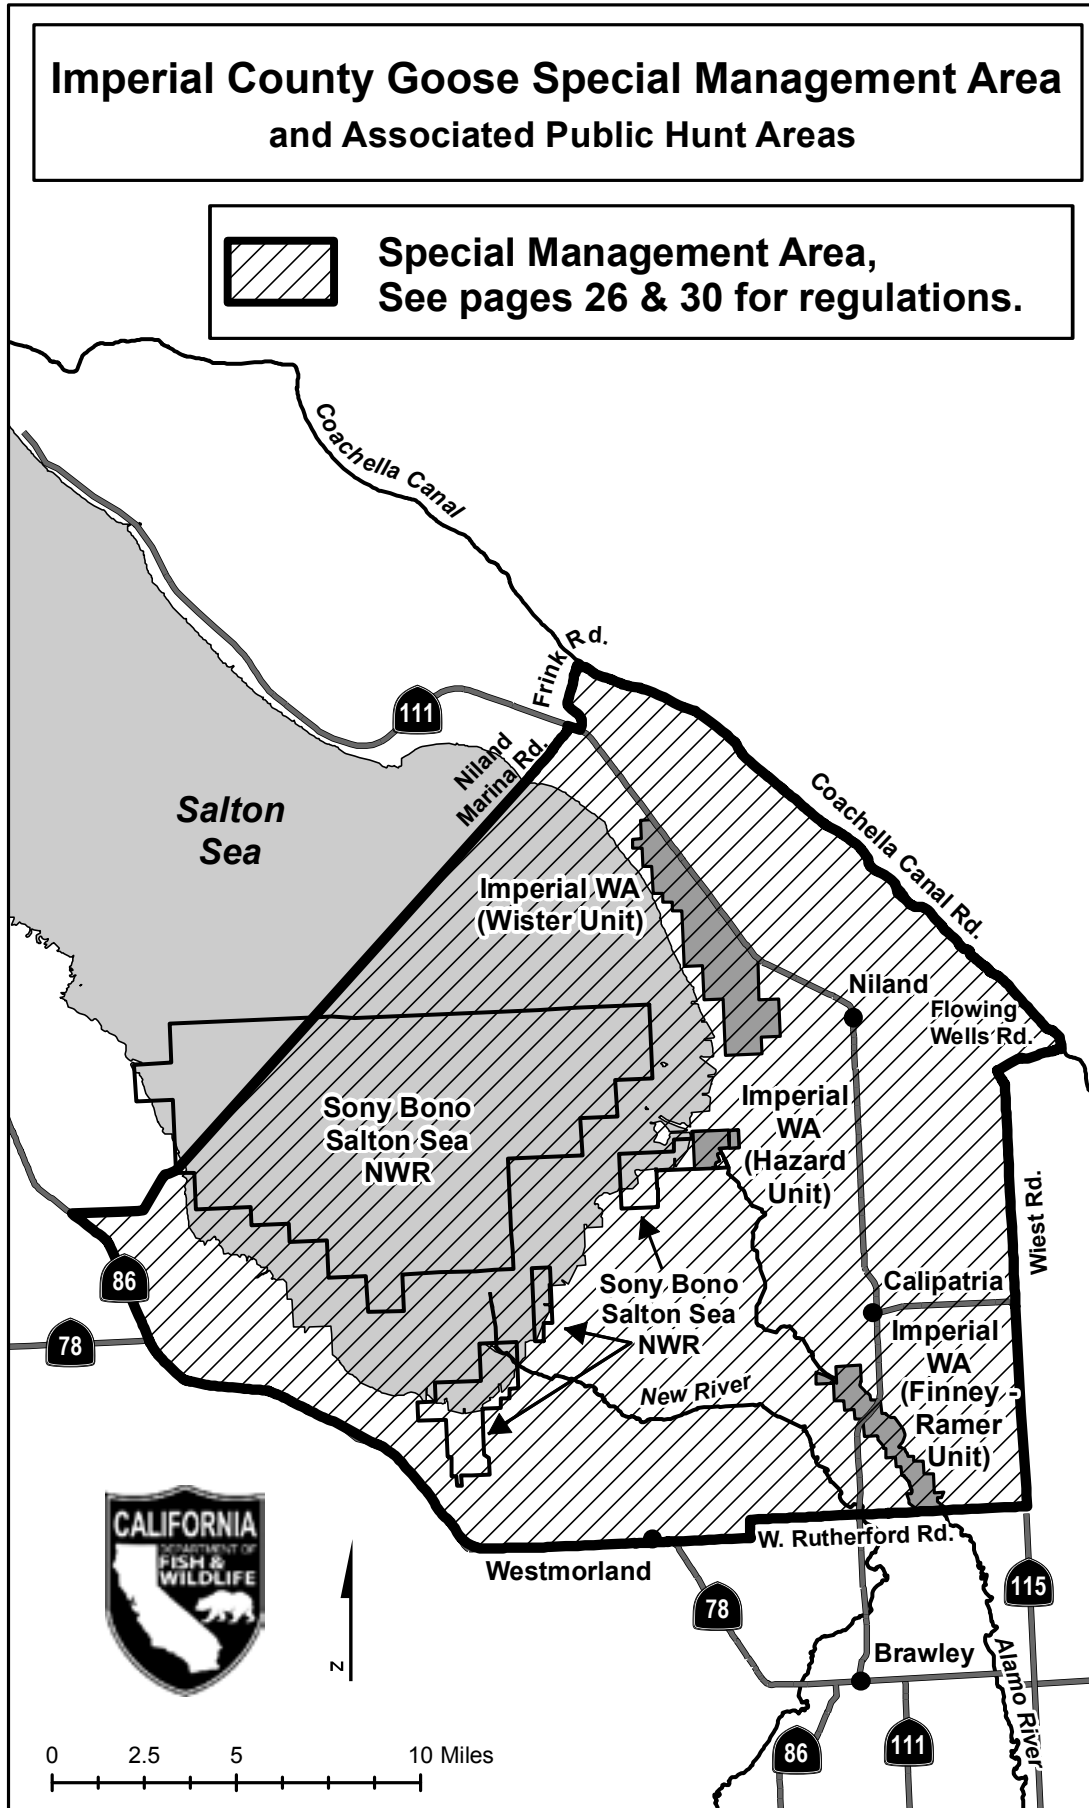 Imperial County Goose Special Management Area
and Associated Public Hunt Areas
Special Management Area,
See pages 26 & 30 for regulations.
Coachella Canal
Frink Rd.
111
Niland
Marina Rd.
Salton
Sea
Coachella Canal Rd.
Imperial WA
(Wister Unit)
Niland
Flowing
Wells Rd.
Sony Bono
Salton Sea
NWR
Imperial
WA
(Hazard
Unit)
Wiest Rd.
86
78
Sony Bono
Salton Sea
NWR
Calipatria
Imperial
WA
(Finney -
Ramer
Unit)
New River
W. Rutherford Rd.
Westmorland
CALIFORNIA
DEPARTMENT OF
FISH &
WILDLIFE
N
78
115
Brawley
Alamo River
86
111
0 2.5 5 10 Miles